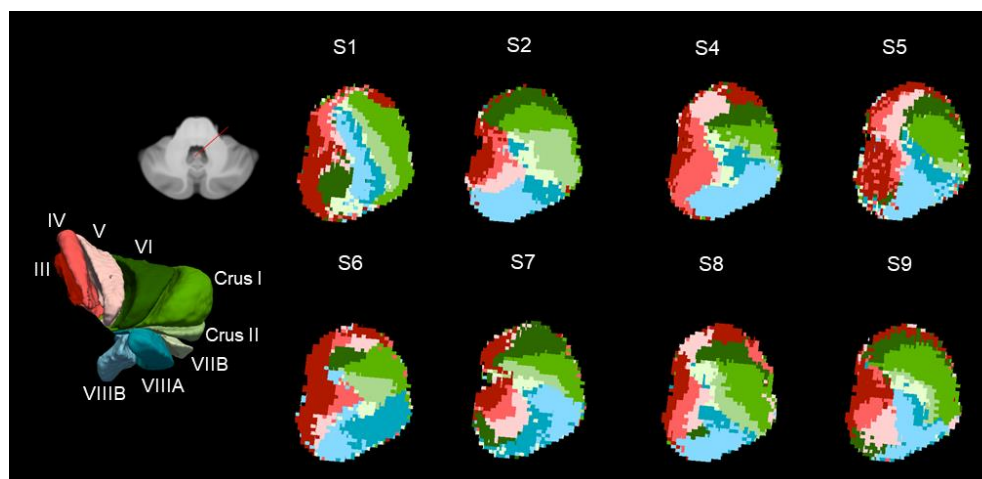 S1 S2 S4 S5
IV V VI
III Crus I
Crus II
VIIB
VIIIB VIIIA
S6 S7 S8 S9